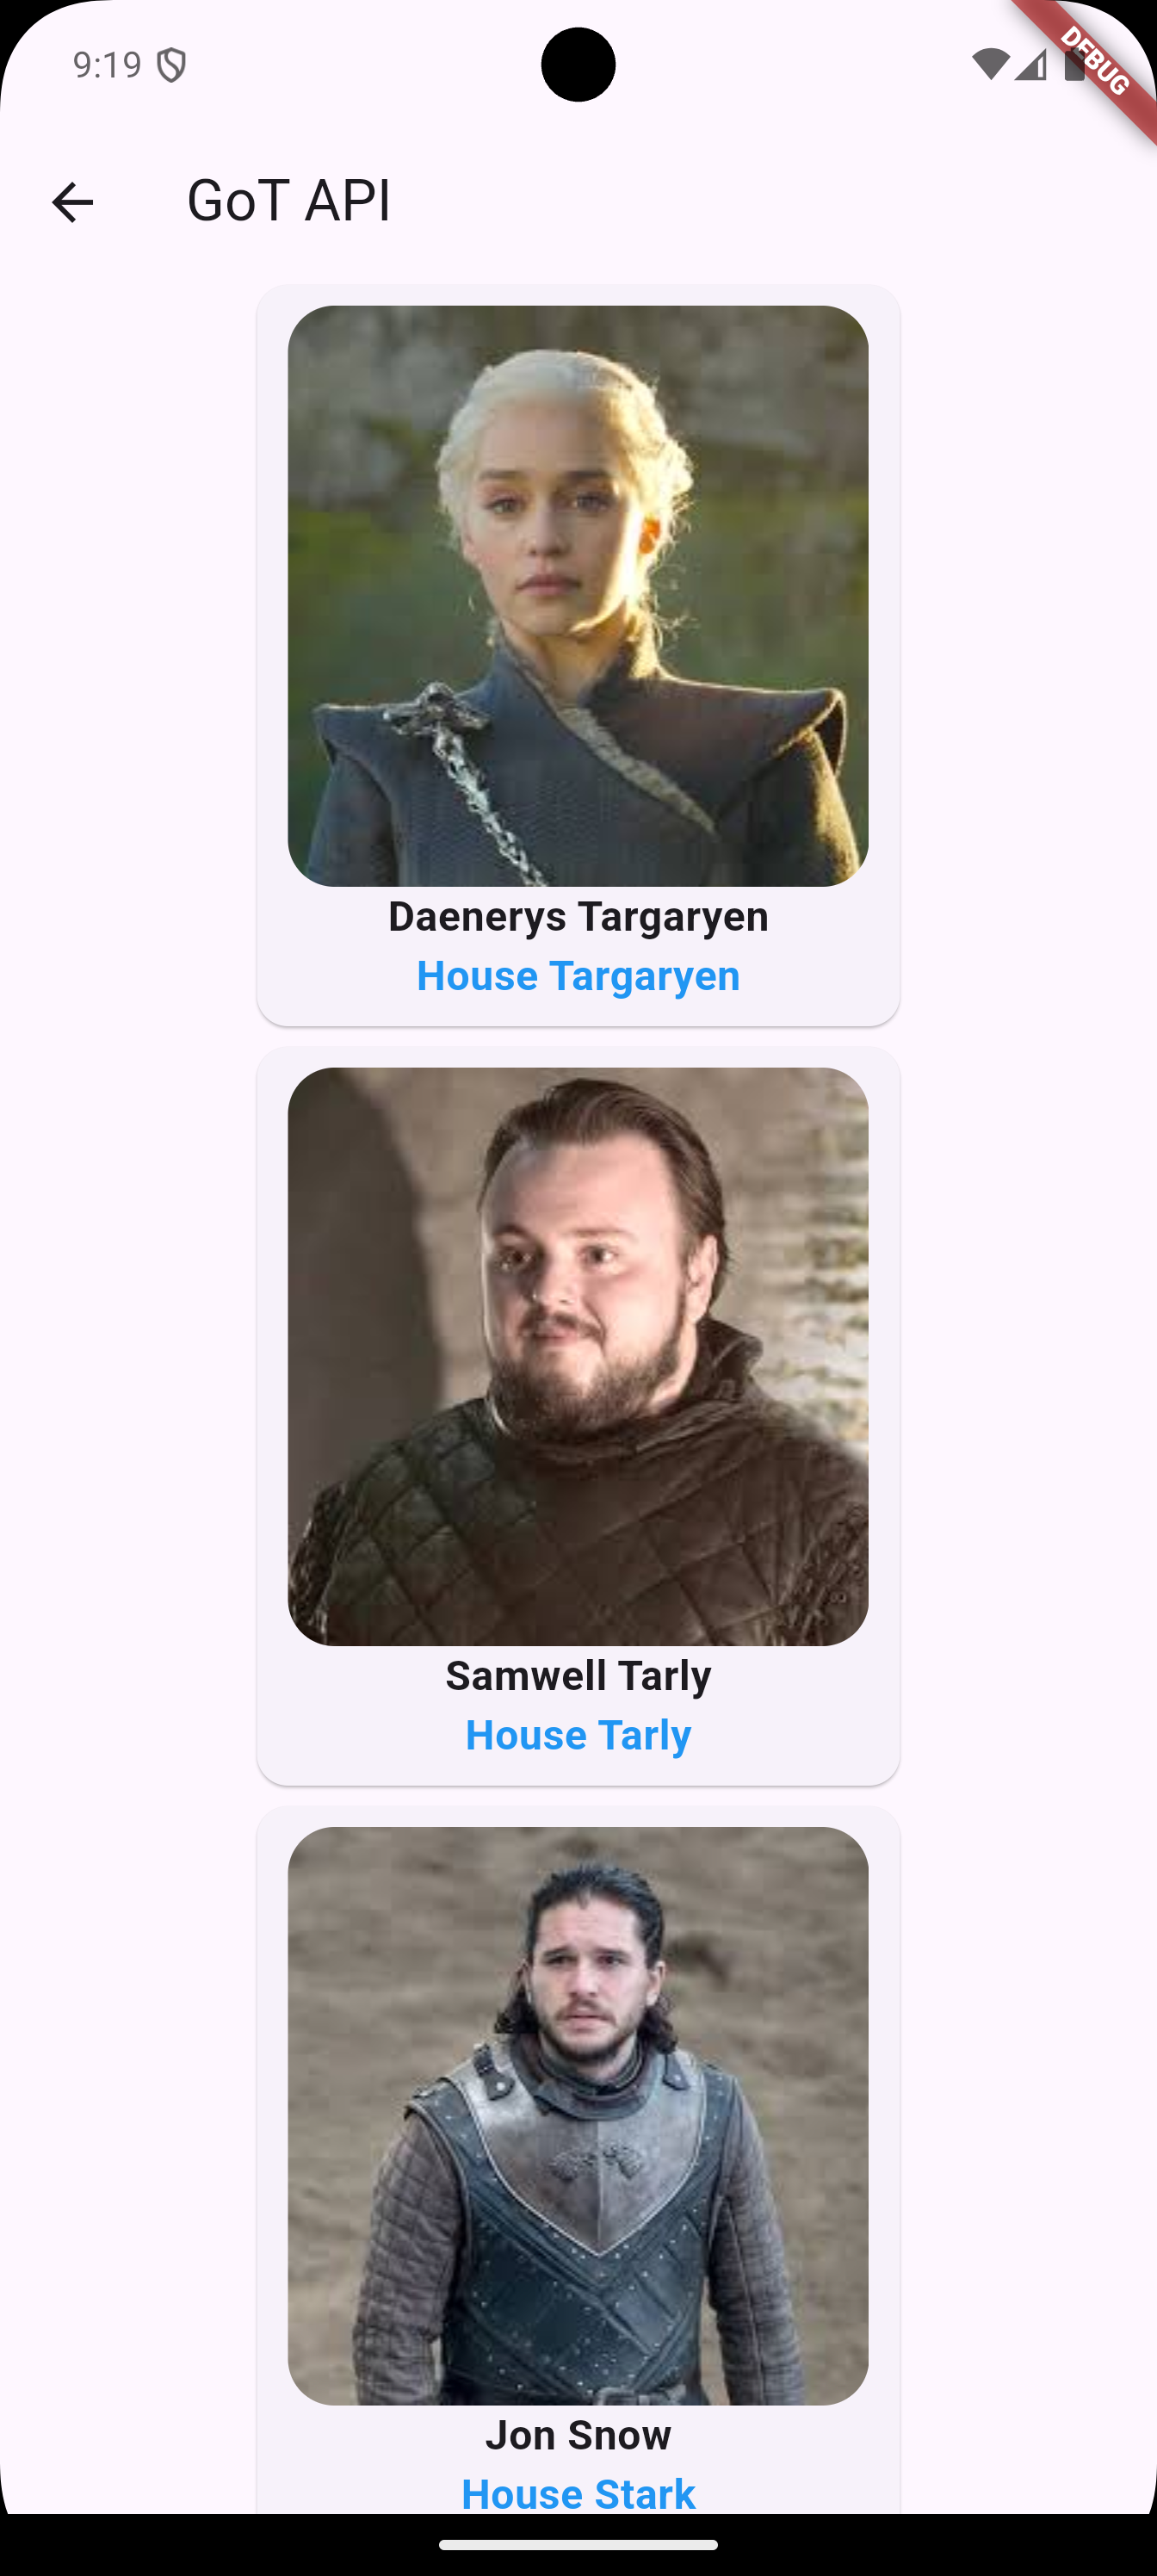 9:19
DEBUG
GoT API
Daenerys Targaryen
House Targaryen
Samwell Tarly
House Tarly
Jon Snow
House Stark